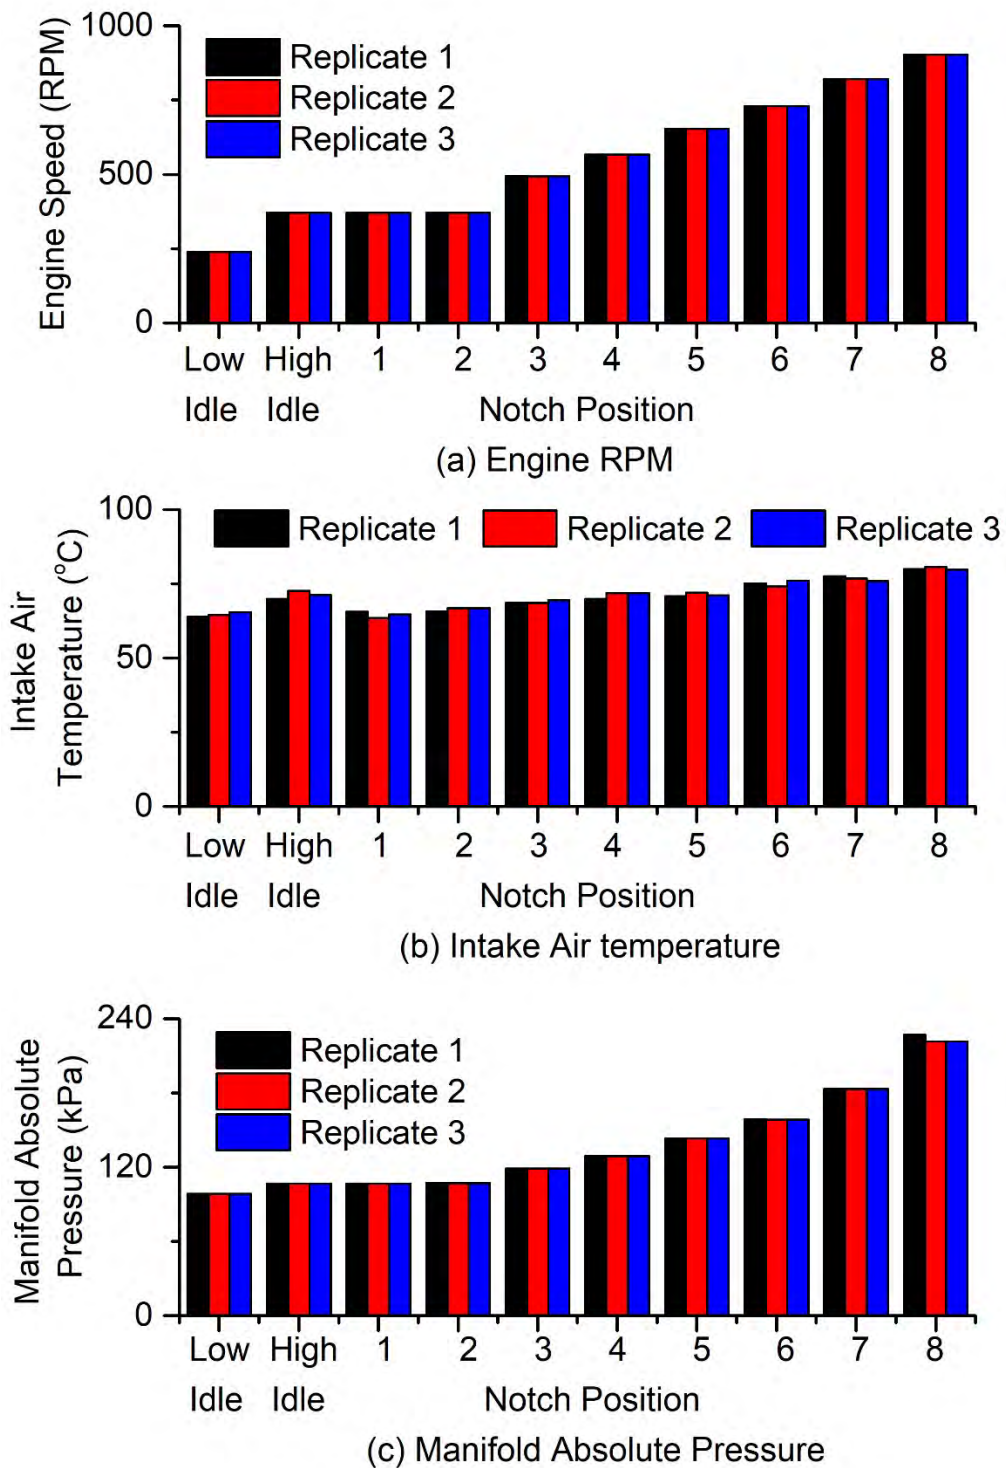 Engine Speed (RPM)
1000
500
0
Replicate 1
Replicate 2
Replicate 3
Low Idle
High Idle
1
2
3
4
5
6
7
8
Notch Position
(a) Engine RPM
Intake Air
Temperature (°C)
100
50
0
Replicate 1
Replicate 2
Replicate 3
Low Idle
High Idle
1
2
3
4
5
6
7
8
Notch Position
(b) Intake Air temperature
Manifold Absolute
Pressure (kPa)
240
120
0
Replicate 1
Replicate 2
Replicate 3
Low Idle
High Idle
1
2
3
4
5
6
7
8
Notch Position
(c) Manifold Absolute Pressure